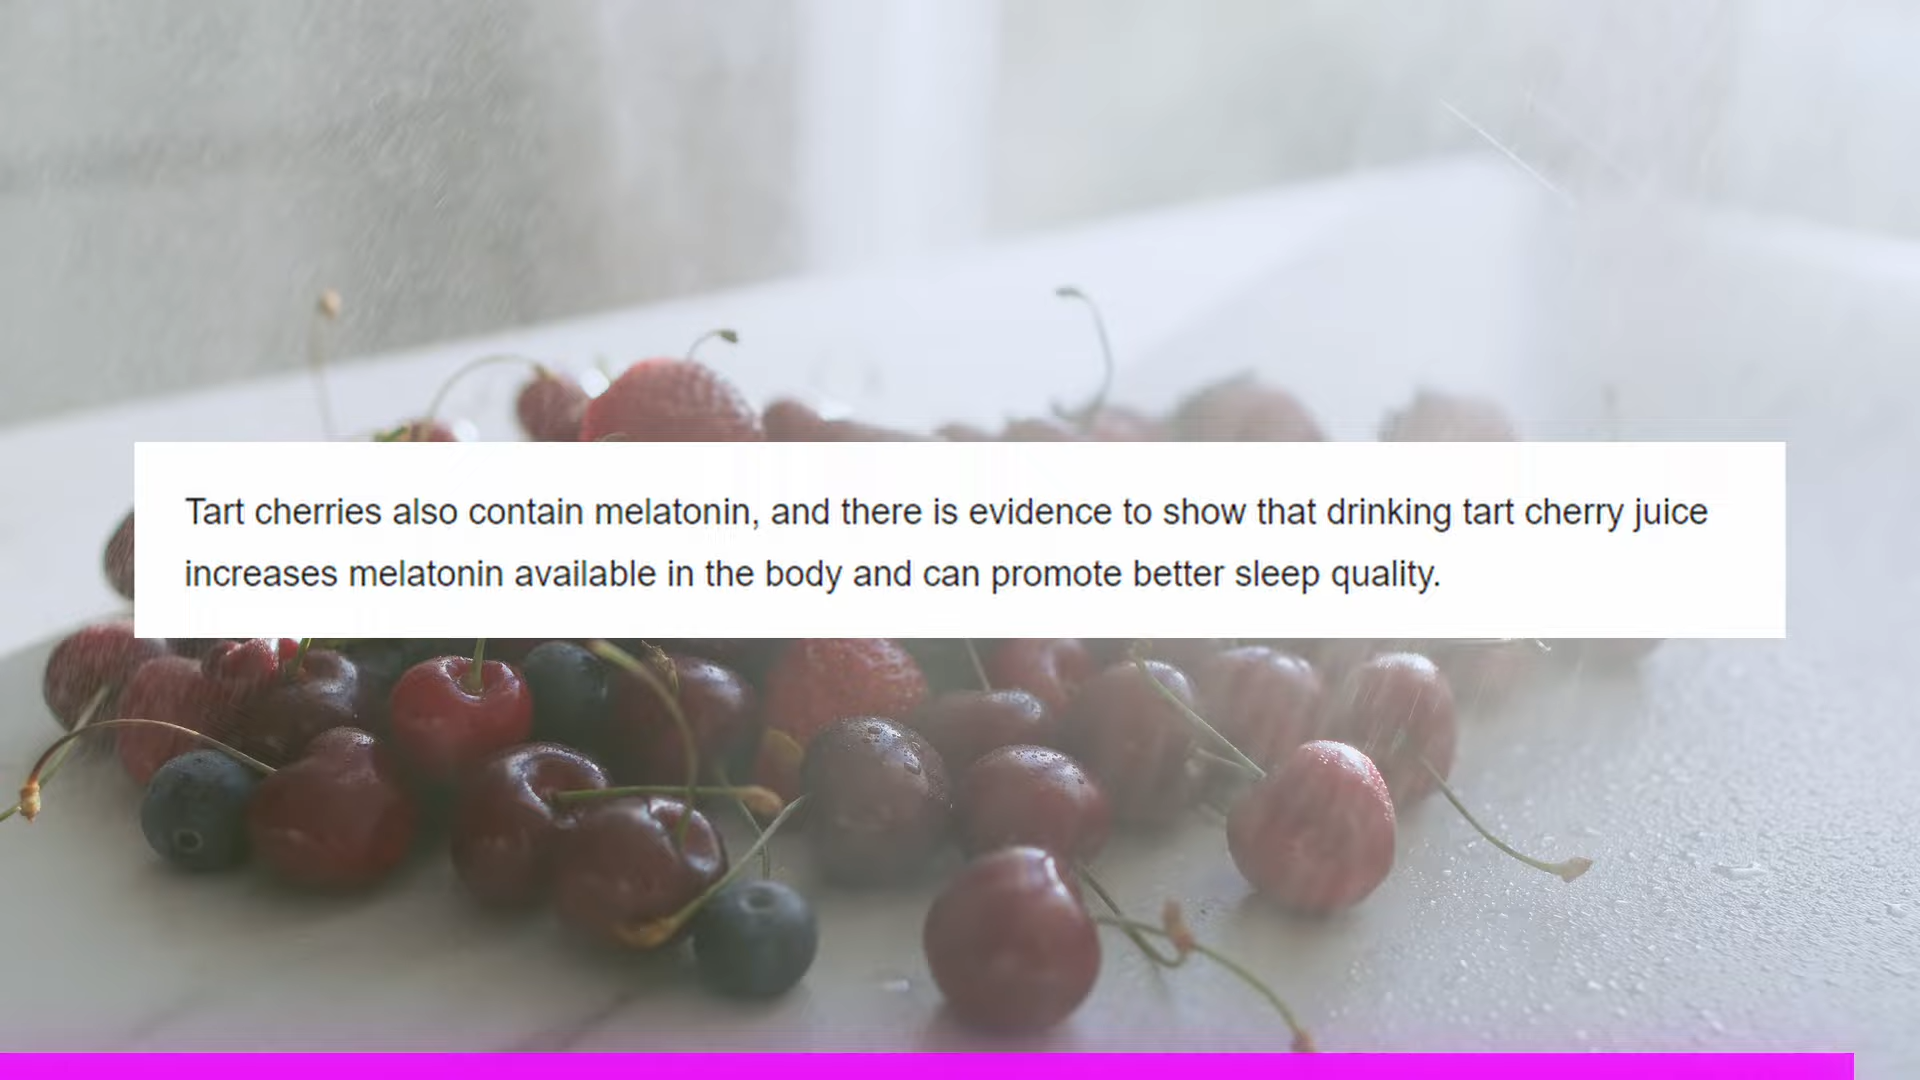 Tart cherries also contain melatonin, and there is evidence to show that drinking tart cherry juice
increases melatonin available in the body and can promote better sleep quality.